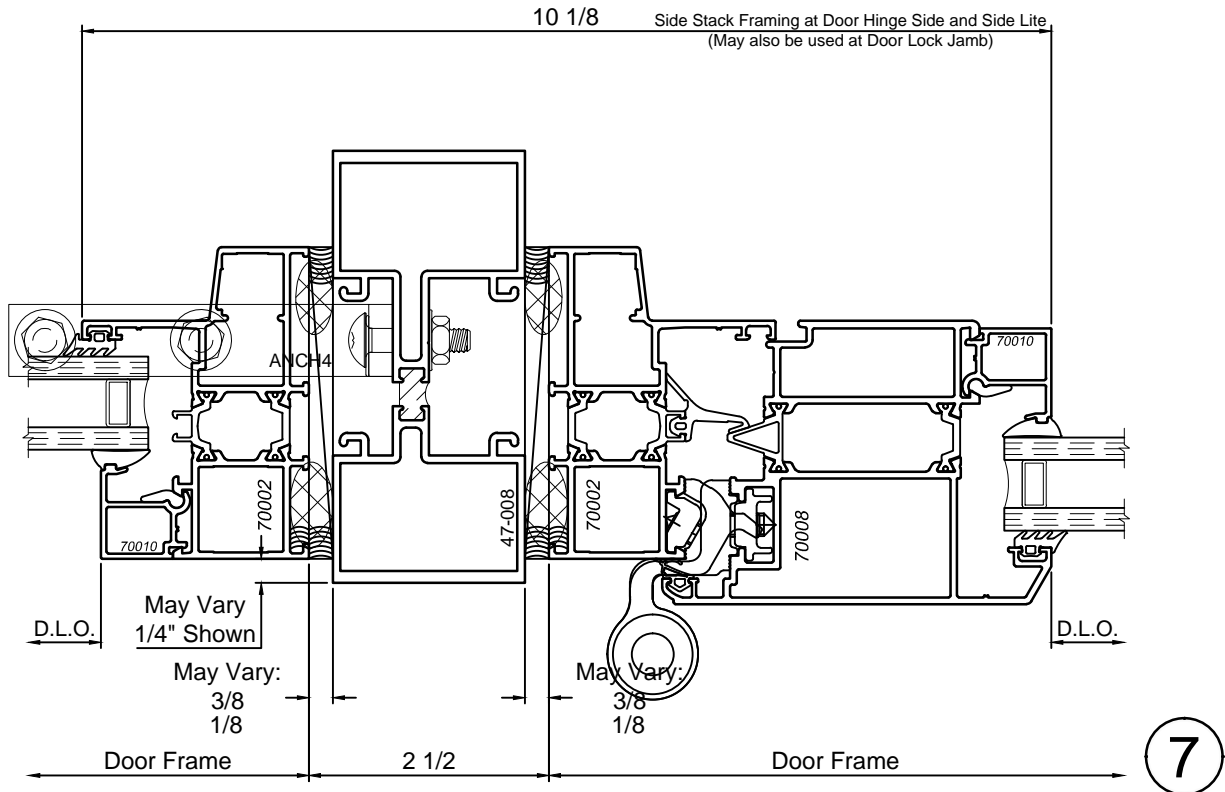 10 1/8
Side Stack Framing at Door Hinge Side and Side Lite
(May also be used at Door Lock Jamb)
70010
ANCH4
70002
47-008
70002
70008
70010
May Vary
1/4" Shown
D.L.O.
D.L.O.
May Vary:
3/8
1/8
May Vary:
3/8
1/8
Door Frame
2 1/2
Door Frame
7